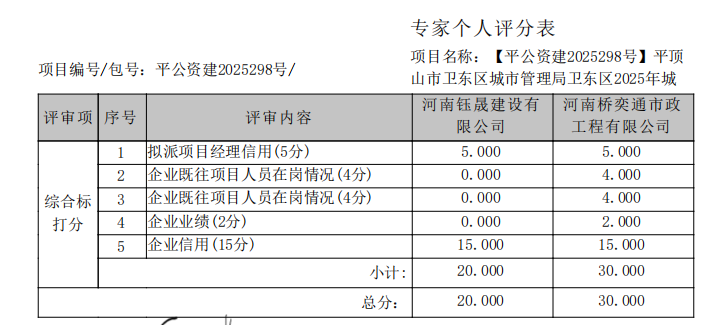 专家个人评分表
项目编号/包号: 平公资建2025298号/
项目名称: 【平公资建2025298号】平顶
山市卫东区城市管理局卫东区2025年城
评审项 序号 评审内容 河南钰晟建设有限公司 河南桥奕通市政工程有限公司
综合标打分
1 拟派项目经理信用(5分) 5.000 5.000
2 企业既往项目人员在岗情况(4分) 0.000 4.000
3 企业既往项目人员在岗情况(4分) 0.000 4.000
4 企业业绩(2分) 0.000 2.000
5 企业信用(15分) 15.000 15.000
小计: 20.000 30.000
总分: 20.000 30.000